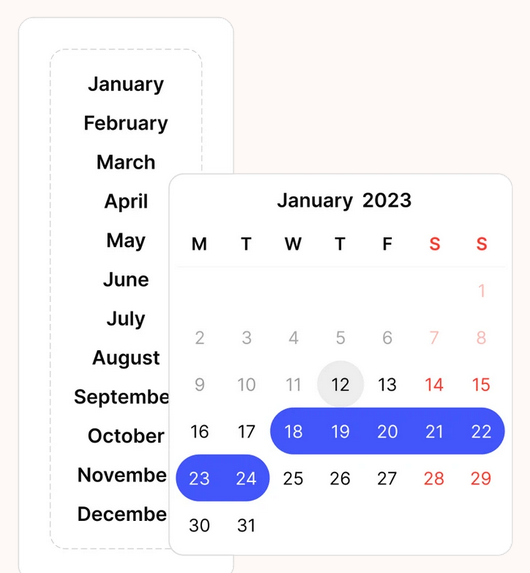 January
February
March
April
May
June
July
August
Septembe
October
Novembe
Decembe
January 2023
M T W T F S S
1
2 3 4 5 6 7 8
9 10 11 12 13 14 15
16 17 18 19 20 21 22
23 24 25 26 27 28 29
30 31